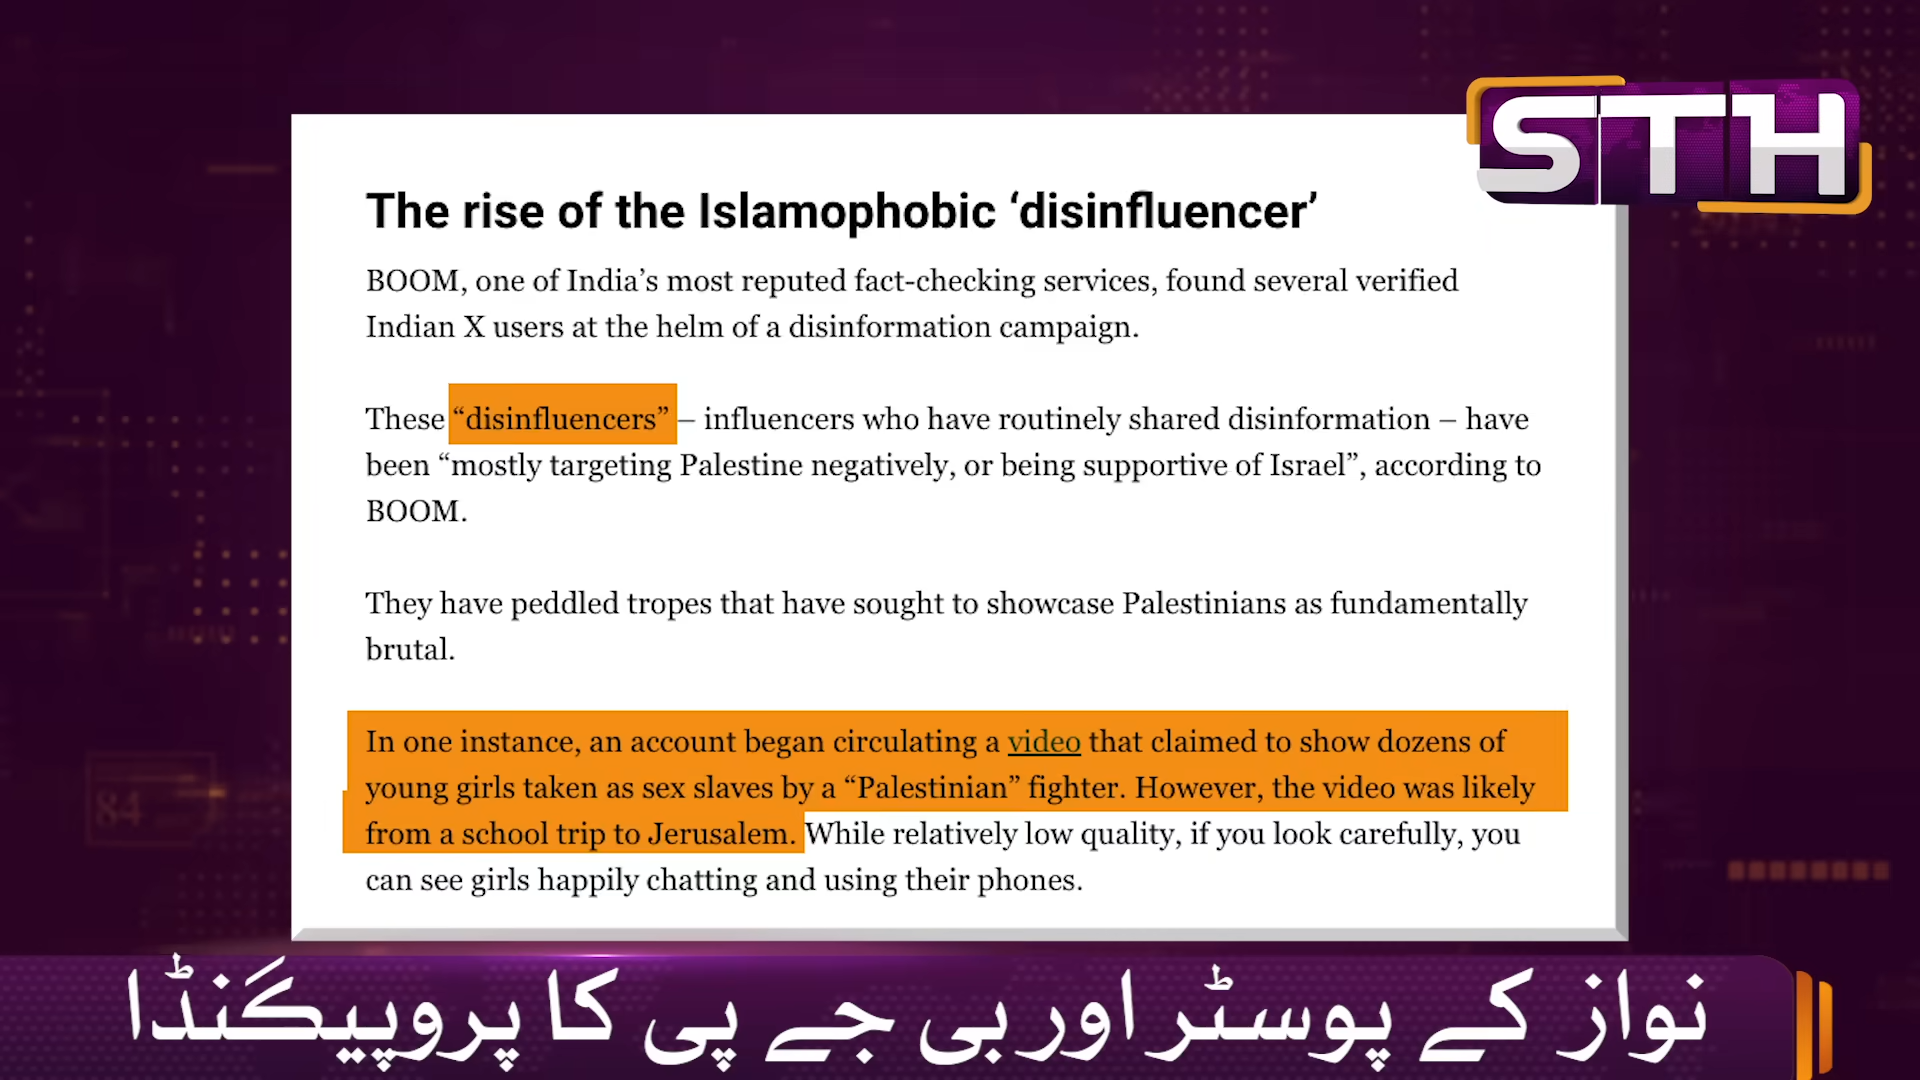 STH
The rise of the Islamophobic ‘disinfluencer’
BOOM, one of India’s most reputed fact-checking services, found several verified
Indian X users at the helm of a disinformation campaign.
These “disinfluencers” – influencers who have routinely shared disinformation – have
been “mostly targeting Palestine negatively, or being supportive of Israel”, according to
BOOM.
They have peddled tropes that have sought to showcase Palestinians as fundamentally
brutal.
In one instance, an account began circulating a video that claimed to show dozens of
young girls taken as sex slaves by a “Palestinian” fighter. However, the video was likely
from a school trip to Jerusalem. While relatively low quality, if you look carefully, you
can see girls happily chatting and using their phones.
84
نواز کے پوسٹر اور بی جے پی کا پروپیگَنڈا